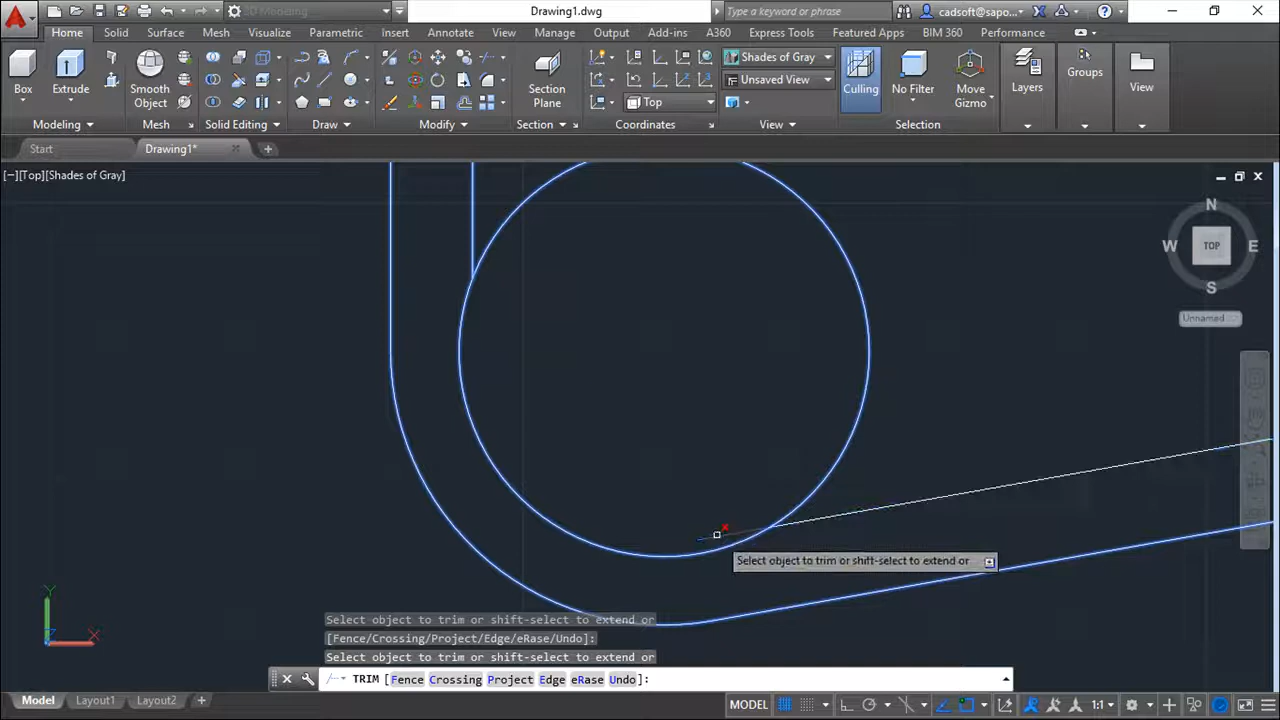 3D Modeling
Drawing1.dwg
Type a keyword or phrase
cadsoft@sapo...
Home Solid Surface Mesh Visualize Parametric Insert Annotate View Manage Output Add-ins A360 Express Tools Featured Apps BIM 360 Performance
Box
Extrude
Smooth
Object
Section
Plane
Shades of Gray
Unsaved View
Top
Culling
No Filter
Move
Gizmo
Layers
Groups
View
Modeling
Mesh
Solid Editing
Draw
Modify
Section
Coordinates
View
Selection
Start
Drawing1*
[−][Top][Shades of Gray]
N
W
TOP
E
S
Unnamed
Select object to trim or shift-select to extend or
Y
X
Select object to trim or shift-select to extend or
[Fence/Crossing/Project/Edge/eRase/Undo]:
Select object to trim or shift-select to extend or
TRIM [Fence Crossing Project Edge eRase Undo]:
Model Layout1 Layout2
MODEL
1:1